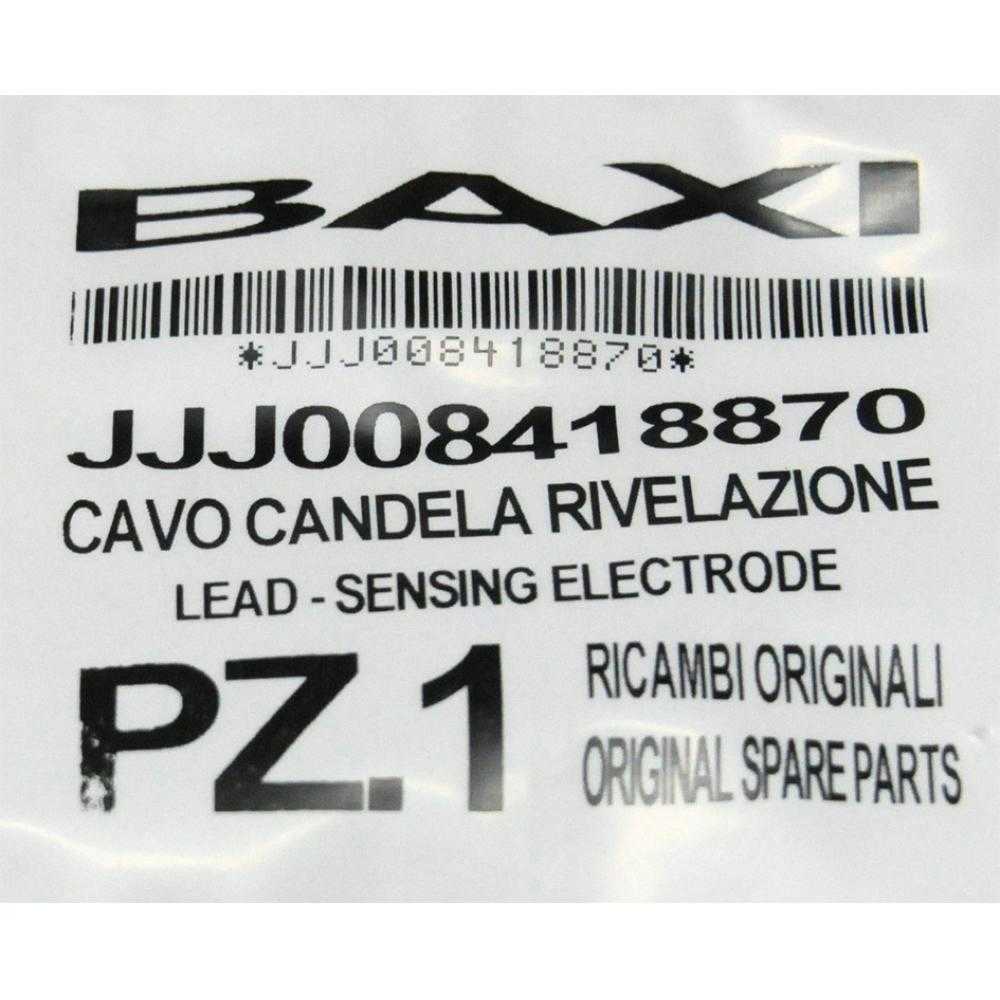 BAXI
*JJJ008418870*
JJJ008418870
CAVO CANDELA RIVELAZIONE
LEAD - SENSING ELECTRODE
PZ.1
RICAMBI ORIGINALI
ORIGINAL SPARE PARTS